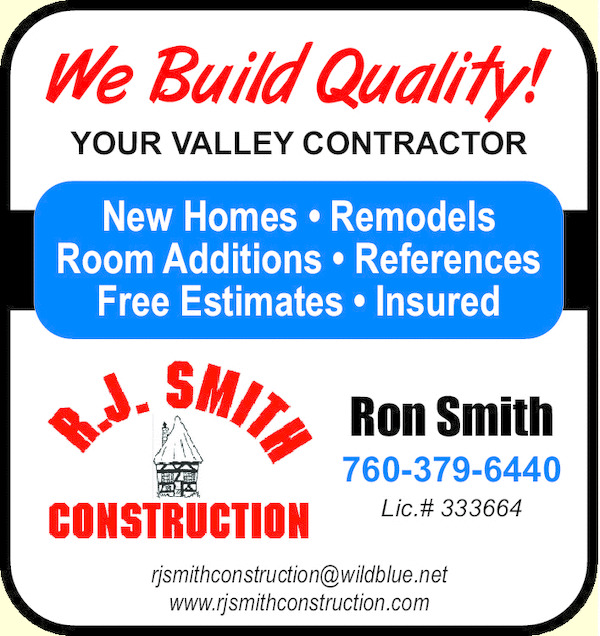 We Build Quality!
YOUR VALLEY CONTRACTOR
New Homes • Remodels
Room Additions • References
Free Estimates • Insured
R.J. SMITH
CONSTRUCTION
Ron Smith
760-379-6440
Lic.# 333664
rjsmithconstruction@wildblue.net
www.rjsmithconstruction.com